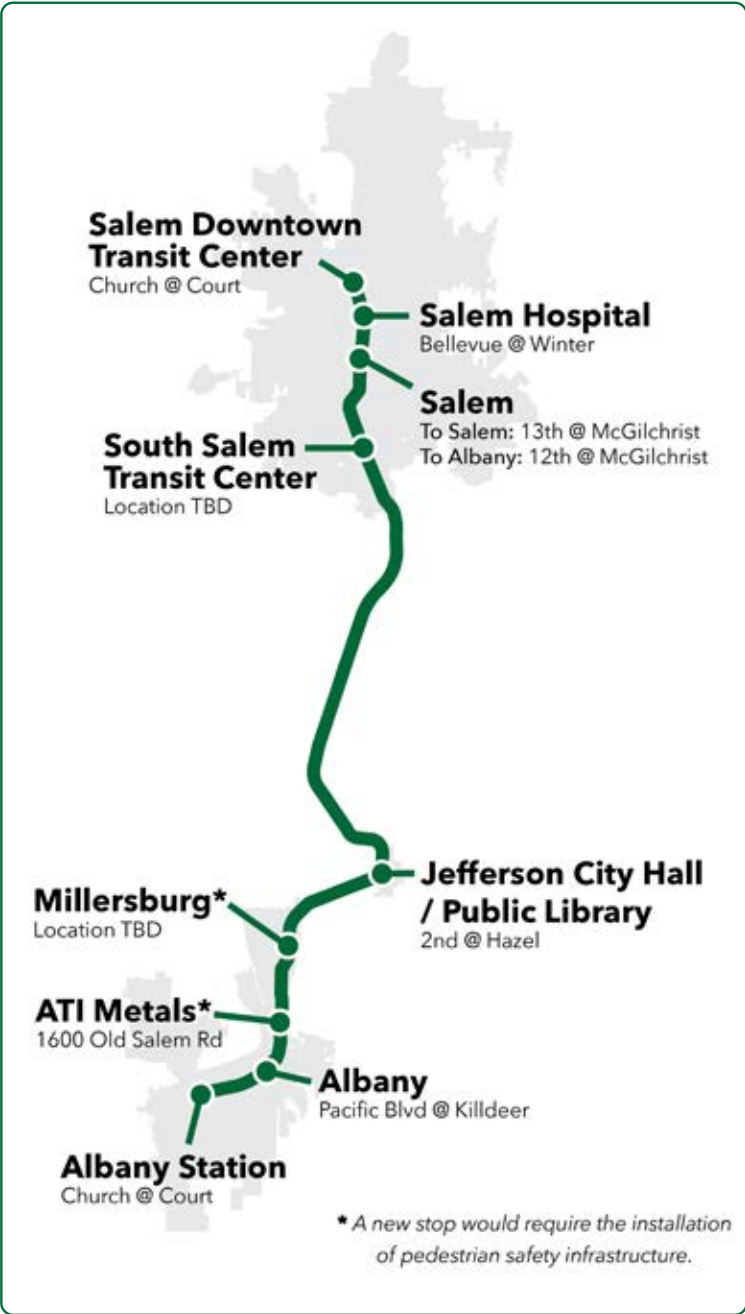 Salem Downtown
Transit Center
Church @ Court
Salem Hospital
Bellevue @ Winter
Salem
To Salem: 13th @ McGilchrist
To Albany: 12th @ McGilchrist
South Salem
Transit Center
Location TBD
Jefferson City Hall
/ Public Library
2nd @ Hazel
Millersburg*
Location TBD
ATI Metals*
1600 Old Salem Rd
Albany
Pacific Blvd @ Killdeer
Albany Station
Church @ Court
* A new stop would require the installation
of pedestrian safety infrastructure.